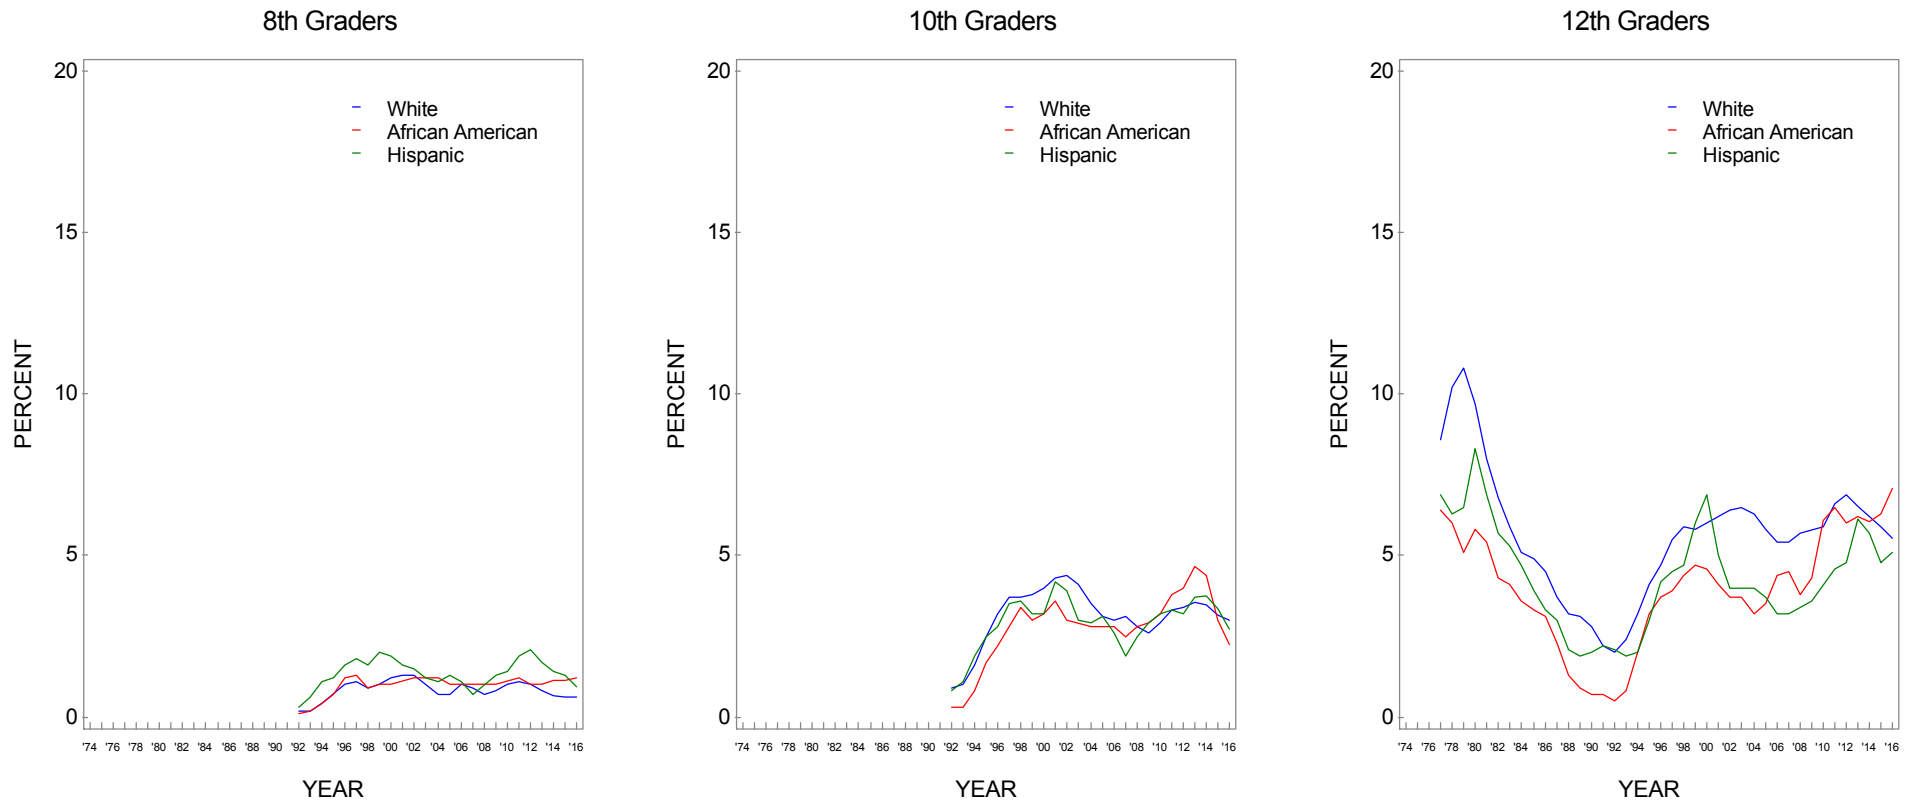 8th Graders
20
15
10
5
0
PERCENT
White
African American
Hispanic
'74 '76 '78 '80 '82 '84 '86 '88 '90 '92 '94 '96 '98 '00 '02 '04 '06 '08 '10 '12 '14 '16
YEAR
10th Graders
20
15
10
5
0
PERCENT
White
African American
Hispanic
'74 '76 '78 '80 '82 '84 '86 '88 '90 '92 '94 '96 '98 '00 '02 '04 '06 '08 '10 '12 '14 '16
YEAR
12th Graders
20
15
10
5
0
PERCENT
White
African American
Hispanic
'74 '76 '78 '80 '82 '84 '86 '88 '90 '92 '94 '96 '98 '00 '02 '04 '06 '08 '10 '12 '14 '16
YEAR